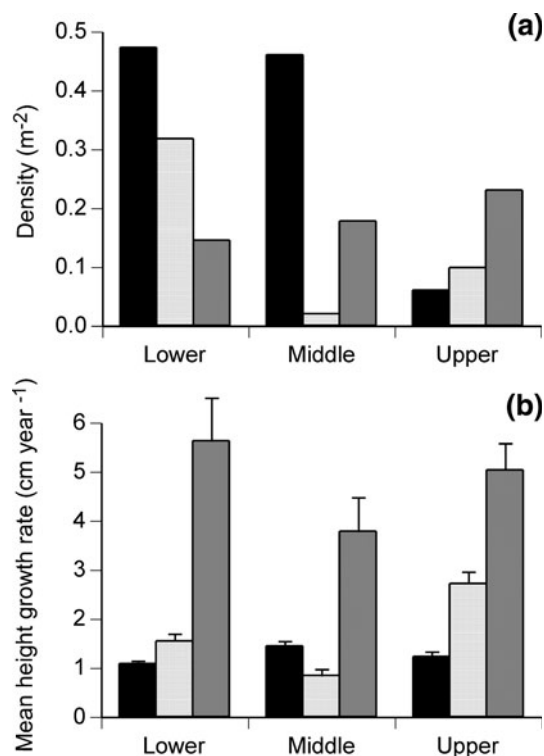 (a)
Density (m⁻²)
0.5
0.4
0.3
0.2
0.1
0.0
Lower Middle Upper
(b)
Mean height growth rate (cm year ⁻¹)
6
5
4
3
2
1
0
Lower Middle Upper